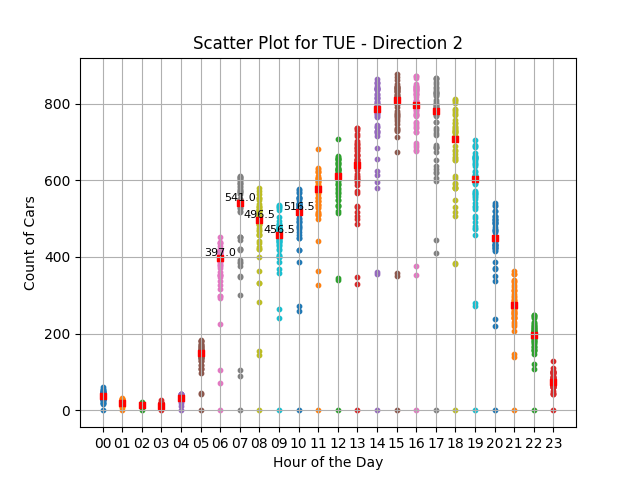 Scatter Plot for TUE - Direction 2
Count of Cars
800
600
400
200
0
541.0
496.5
516.5
456.5
397.0
00 01 02 03 04 05 06 07 08 09 10 11 12 13 14 15 16 17 18 19 20 21 22 23
Hour of the Day